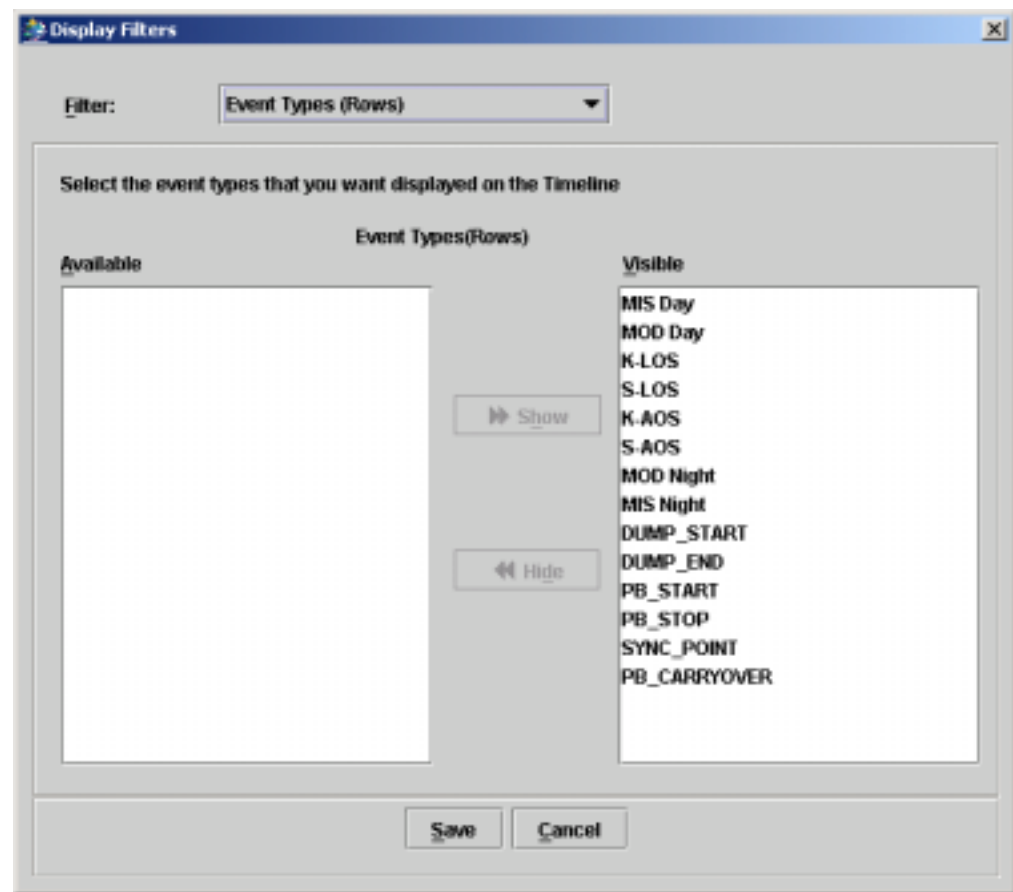 Display Filters
Filter: Event Types (Rows)
Select the event types that you want displayed on the Timeline
Event Types(Rows)
Available
Visible
MIS Day
MOD Day
K-LOS
S-LOS
K-AOS
S-AOS
MOD Night
MIS Night
DUMP_START
DUMP_END
PB_START
PB_STOP
SYNC_POINT
PB_CARRYOVER
Show
Hide
Save Cancel